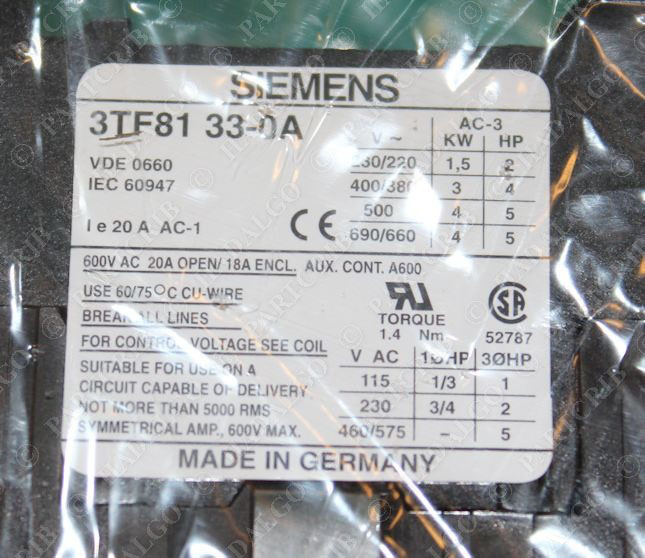 SIEMENS
3TF81 33-0A
VDE 0660
IEC 60947
I e 20 A AC-1
CE
AC-3
V ~ KW HP
230/220 1,5 2
400/380 3 4
500 4 5
690/660 4 5
600V AC 20A OPEN/ 18A ENCL. AUX. CONT. A600
USE 60/75°C CU-WIRE
BREAK ALL LINES
FOR CONTROL VOLTAGE SEE COIL
SUITABLE FOR USE ON A
CIRCUIT CAPABLE OF DELIVERY
NOT MORE THAN 5000 RMS
SYMMETRICAL AMP., 600V MAX.
TORQUE
1.4 Nm
52787
V AC 1ØHP 3ØHP
115 1/3 1
230 3/4 2
460/575 – 5
MADE IN GERMANY
© PARTCRIB © HIDALGO